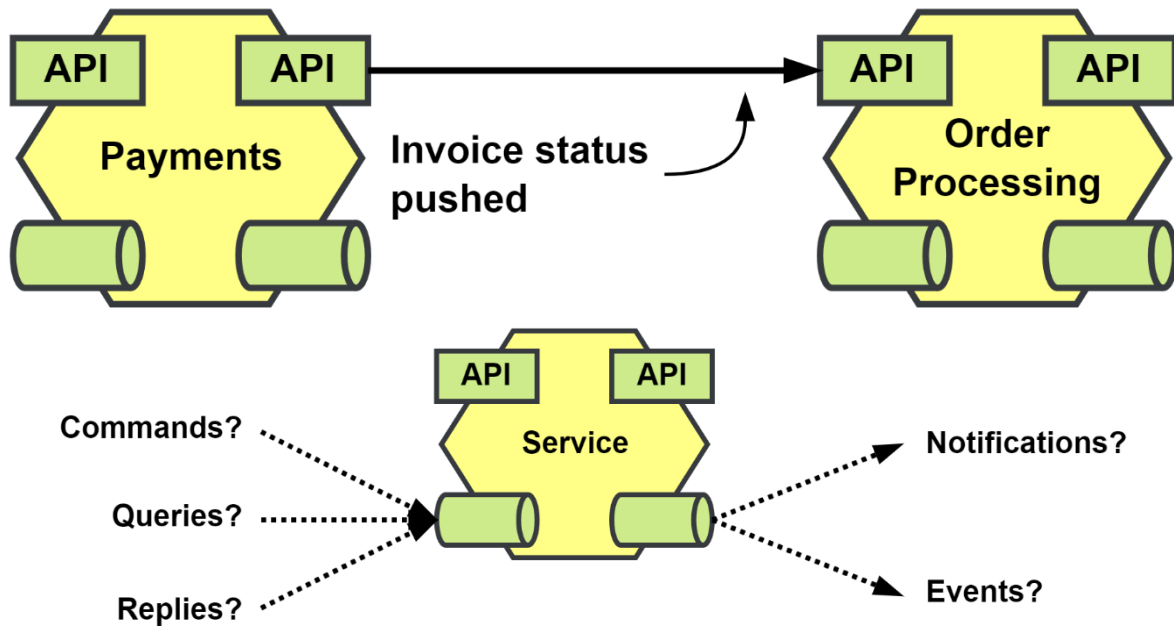 API
API
API
API
Payments
Invoice status
pushed
Order
Processing
API
API
Commands?
Service
Notifications?
Queries?
Replies?
Events?